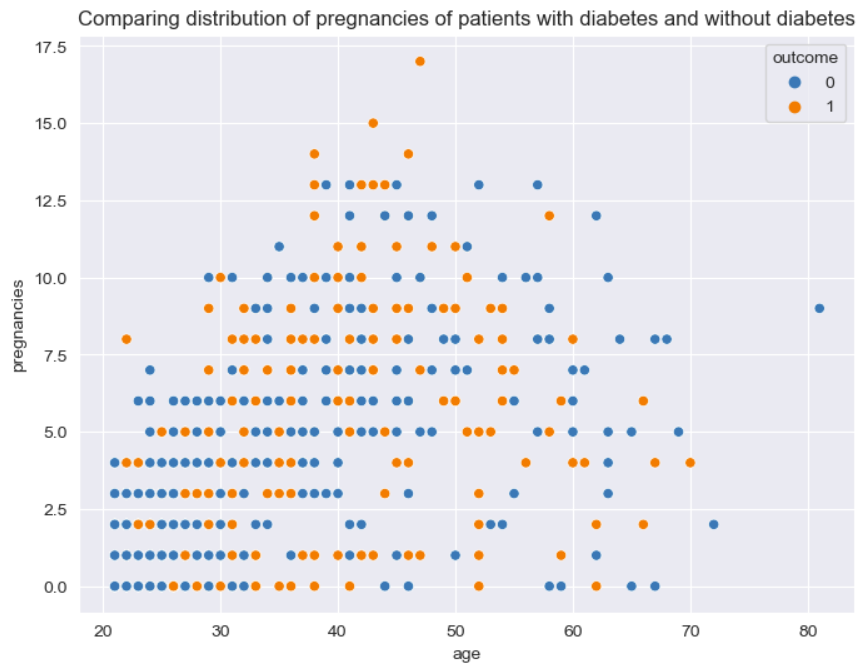 Comparing distribution of pregnancies of patients with diabetes and without diabetes
outcome
0
1
17.5
15.0
12.5
10.0
7.5
5.0
2.5
0.0
pregnancies
20 30 40 50 60 70 80
age